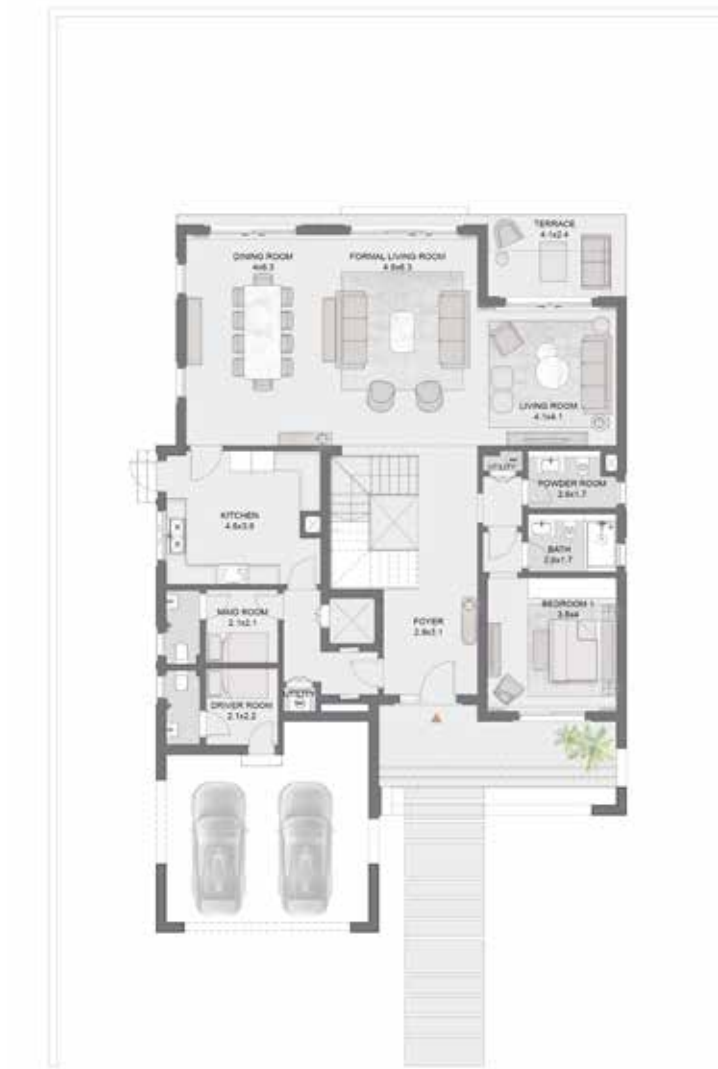 TERRACE
4.1x2.4
DINING ROOM
4x6.3
FORMAL LIVING ROOM
4.9x6.3
LIVING ROOM
4.1x4.1
UTILITY
POWDER ROOM
2.6x1.7
KITCHEN
4.6x3.8
BATH
2.6x1.7
MAID ROOM
2.1x2.1
FOYER
2.8x3.1
BEDROOM 1
3.8x4
UTILITY
DRIVER ROOM
2.1x2.2